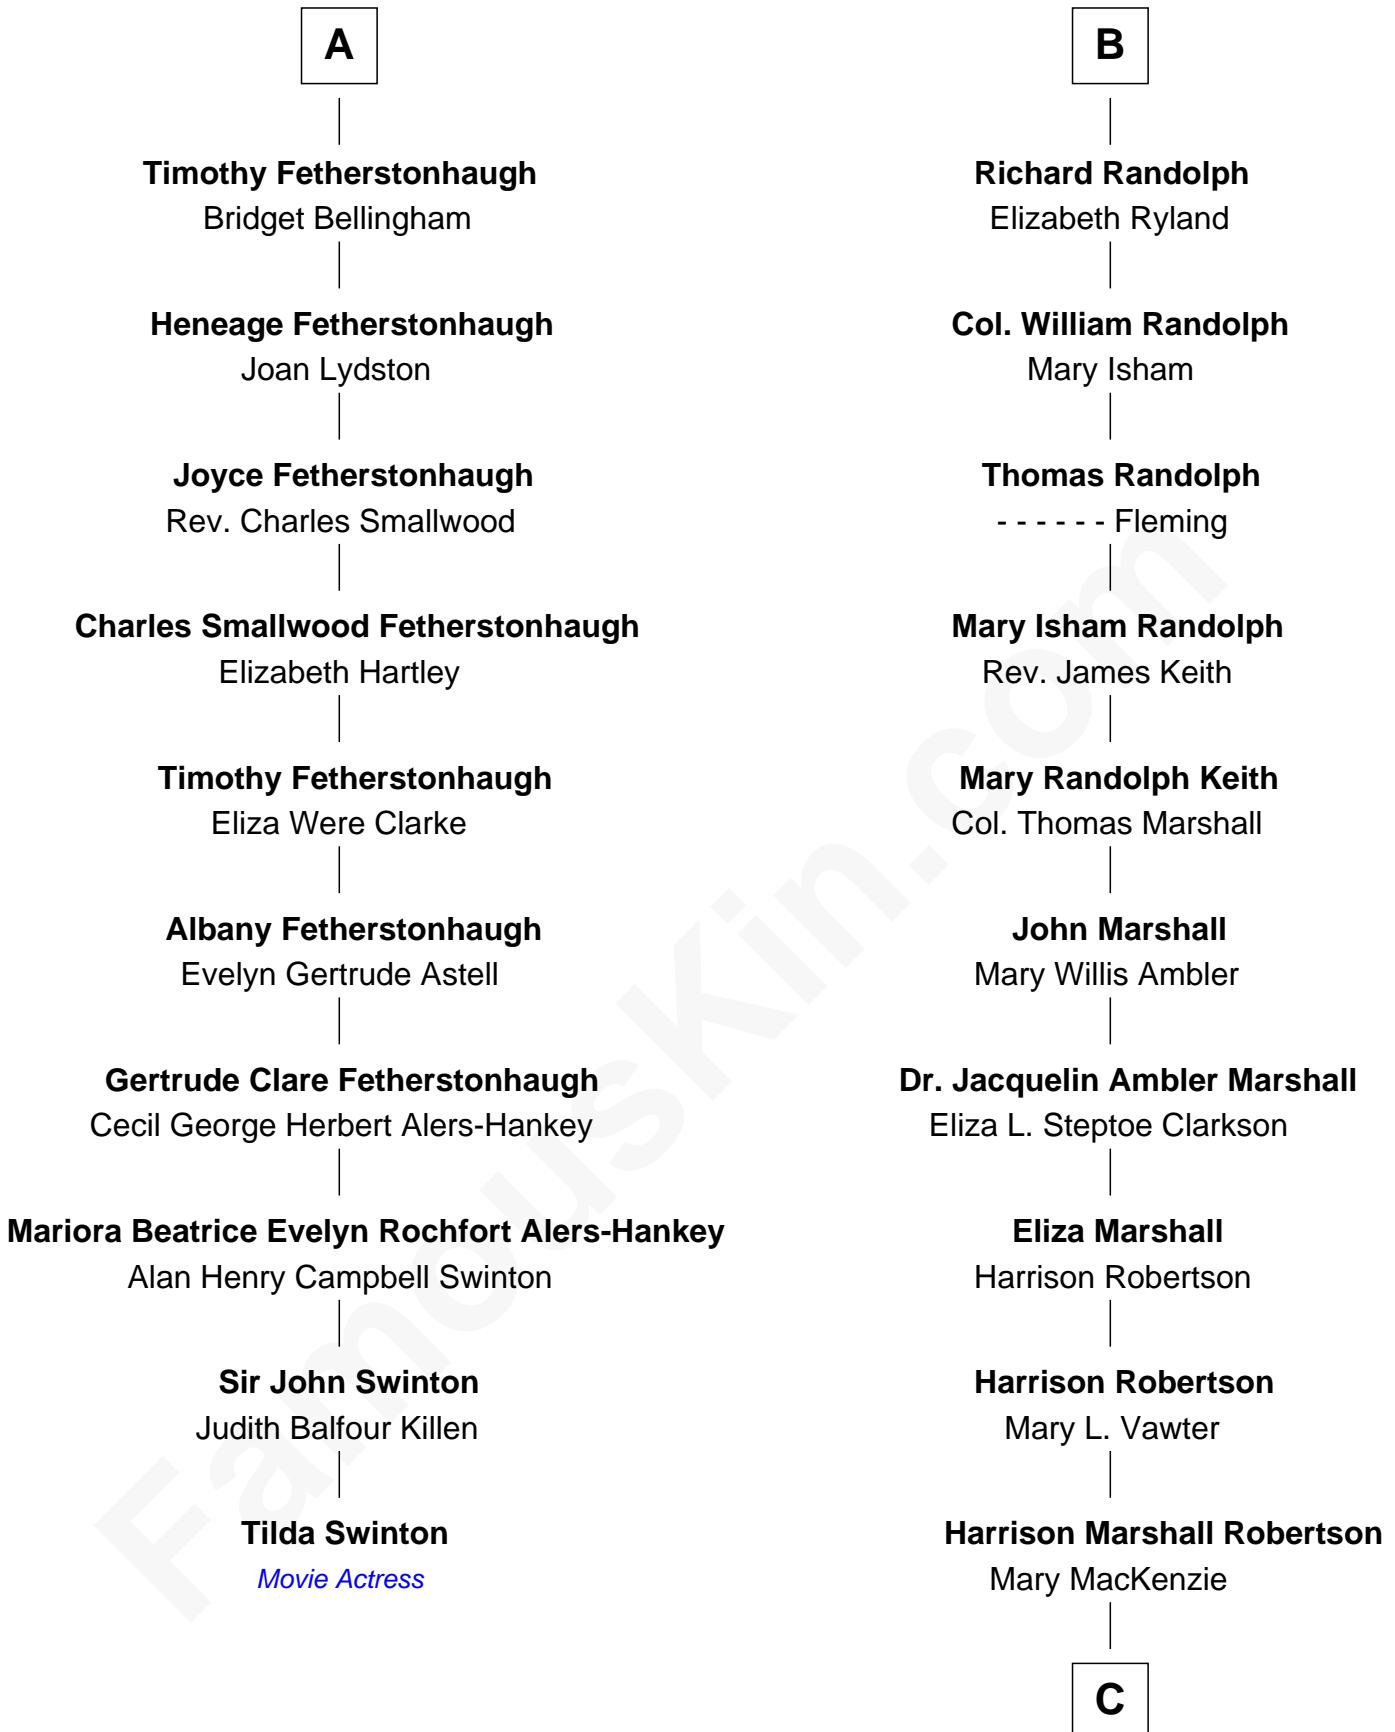 A
Timothy Fetherstonhaugh
Bridget Bellingham
Heneage Fetherstonhaugh
Joan Lydston
Joyce Fetherstonhaugh
Rev. Charles Smallwood
Charles Smallwood Fetherstonhaugh
Elizabeth Hartley
Timothy Fetherstonhaugh
Eliza Were Clarke
Albany Fetherstonhaugh
Evelyn Gertrude Astell
Gertrude Clare Fetherstonhaugh
Cecil George Herbert Alers-Hankey
Mariora Beatrice Evelyn Rochfort Alers-Hankey
Alan Henry Campbell Swinton
Sir John Swinton
Judith Balfour Killen
Tilda Swinton
Movie Actress
B
Richard Randolph
Elizabeth Ryland
Col. William Randolph
Mary Isham
Thomas Randolph
- - - - - - Fleming
Mary Isham Randolph
Rev. James Keith
Mary Randolph Keith
Col. Thomas Marshall
John Marshall
Mary Willis Ambler
Dr. Jacquelin Ambler Marshall
Eliza L. Steptoe Clarkson
Eliza Marshall
Harrison Robertson
Harrison Robertson
Mary L. Vawter
Harrison Marshall Robertson
Mary MacKenzie
C
FamousKin.com